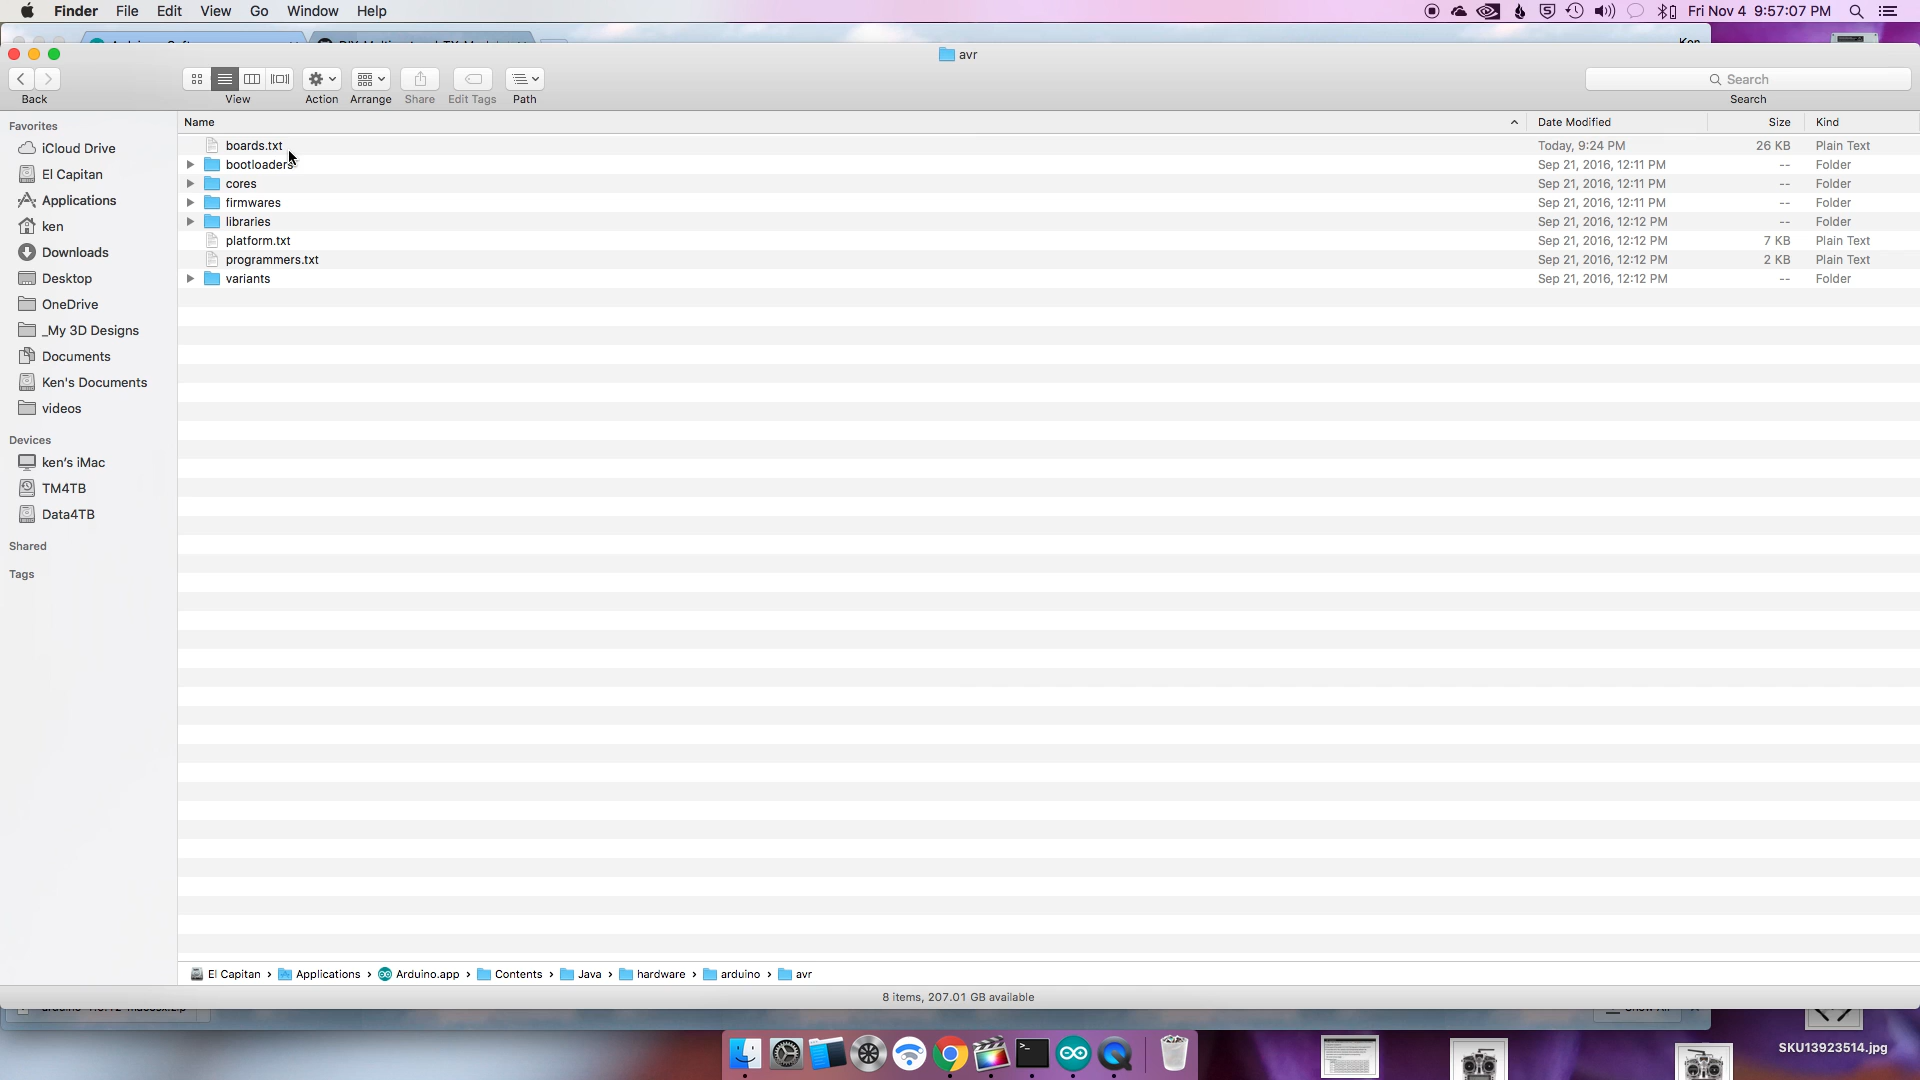 Finder File Edit View Go Window Help
Fri Nov 4 9:57:07 PM
Ken
avr
Search
Back View Action Arrange Share Edit Tags Path Search
Favorites
Name Date Modified Size Kind
iCloud Drive
El Capitan
Applications
ken
Downloads
Desktop
OneDrive
_My 3D Designs
Documents
Ken's Documents
videos
Devices
ken's iMac
TM4TB
Data4TB
Shared
Tags
boards.txt Today, 9:24 PM 26 KB Plain Text
bootloaders Sep 21, 2016, 12:11 PM -- Folder
cores Sep 21, 2016, 12:11 PM -- Folder
firmwares Sep 21, 2016, 12:11 PM -- Folder
libraries Sep 21, 2016, 12:12 PM -- Folder
platform.txt Sep 21, 2016, 12:12 PM 7 KB Plain Text
programmers.txt Sep 21, 2016, 12:12 PM 2 KB Plain Text
variants Sep 21, 2016, 12:12 PM -- Folder
El Capitan › Applications › Arduino.app › Contents › Java › hardware › arduino › avr
8 items, 207.01 GB available
SKU13923514.jpg